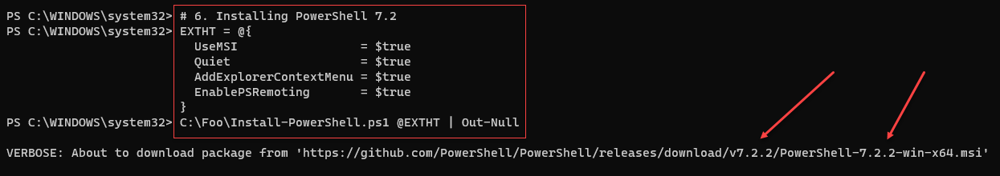 PS C:\WINDOWS\system32> # 6. Installing PowerShell 7.2
PS C:\WINDOWS\system32> EXTHT = @{
UseMSI = $true
Quiet = $true
AddExplorerContextMenu = $true
EnablePSRemoting = $true
}
PS C:\WINDOWS\system32> C:\Foo\Install-PowerShell.ps1 @EXTHT | Out-Null
VERBOSE: About to download package from 'https://github.com/PowerShell/PowerShell/releases/download/v7.2.2/PowerShell-7.2.2-win-x64.msi'